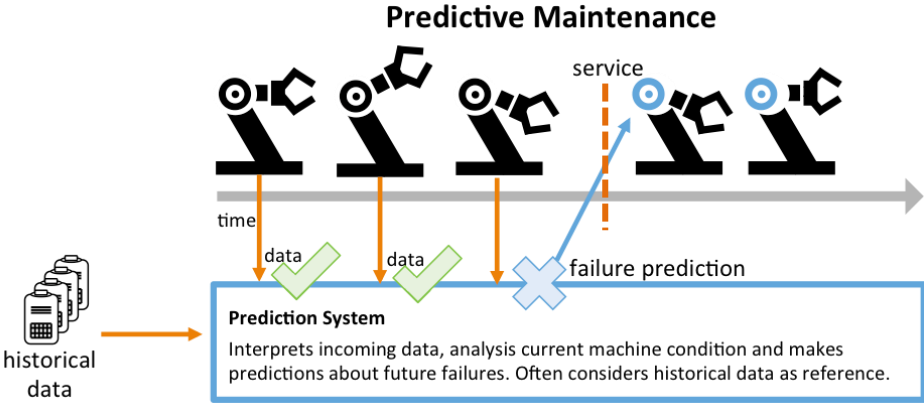 Predictive Maintenance
service
time
data
data
failure prediction
historical
data
Prediction System
Interprets incoming data, analysis current machine condition and makes
predictions about future failures. Often considers historical data as reference.